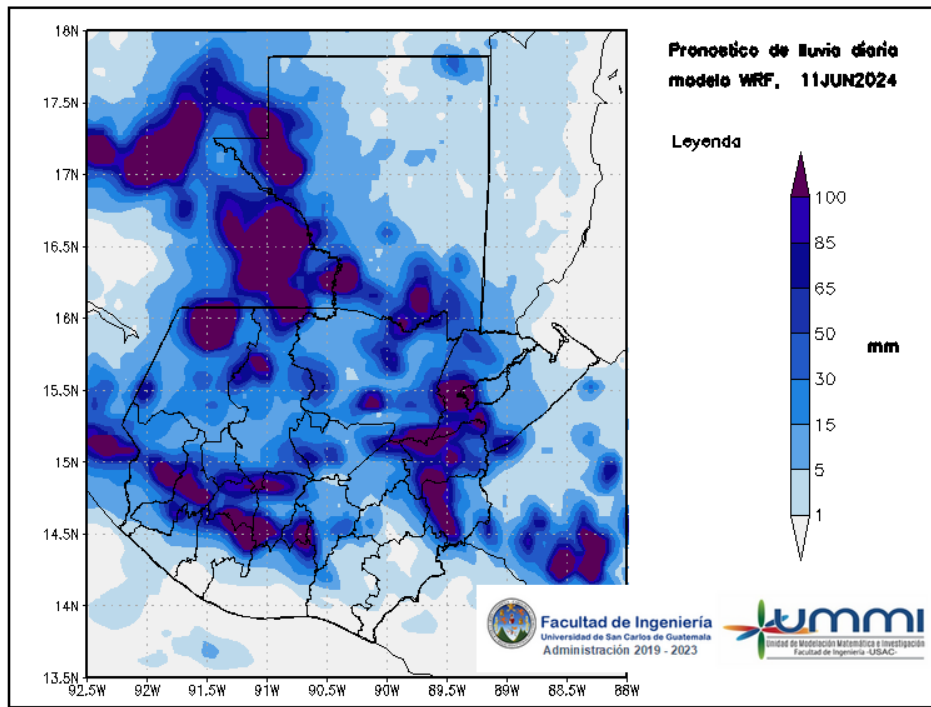 Pronostico de lluvia diaria
modelo WRF, 11JUN2024
Leyenda
100
85
65
50
30
15
5
1
mm
18N
17.5N
17N
16.5N
16N
15.5N
15N
14.5N
14N
13.5N
92.5W 92W 91.5W 91W 90.5W 90W 89.5W 89W 88.5W 88W
Facultad de Ingeniería
Universidad de San Carlos de Guatemala
Administración 2019 - 2023
UMMI
Unidad de Modelación Matemática e Investigación
Facultad de Ingeniería -USAC-